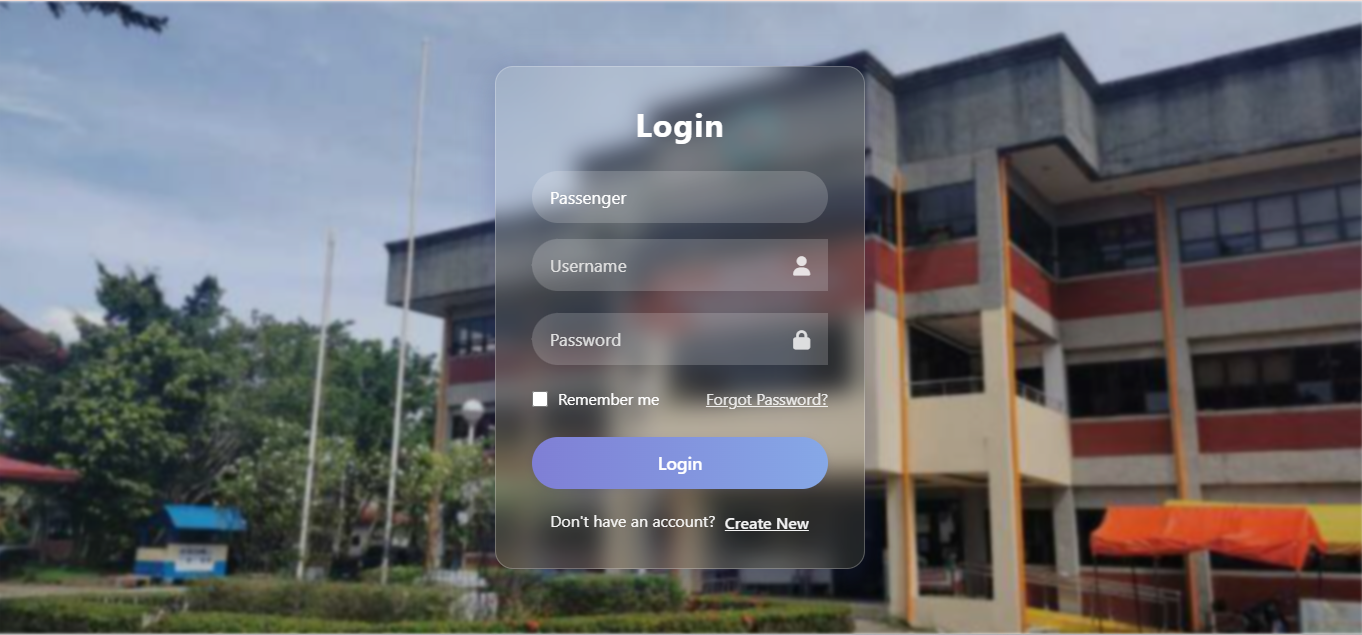 Login
Passenger
Username
Password
Remember me Forgot Password?
Login
Don't have an account? Create New